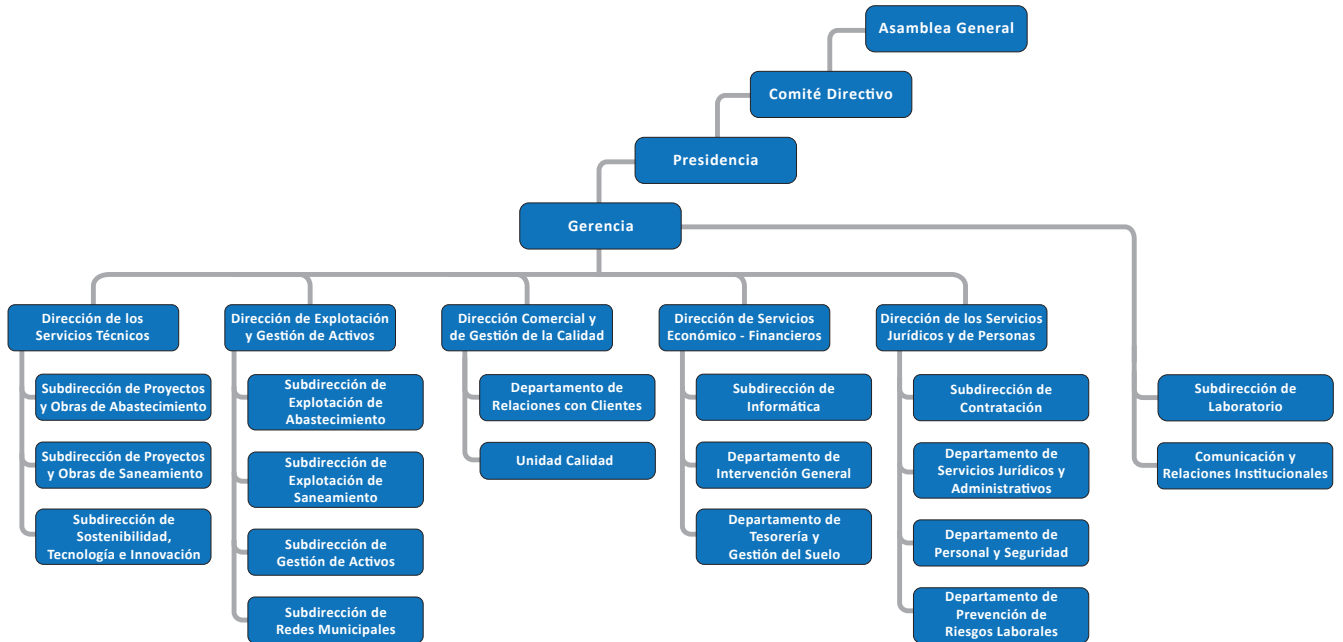 Asamblea General
Comité Directivo
Presidencia
Gerencia
Dirección de los
Servicios Técnicos
Subdirección de Proyectos
y Obras de Abastecimiento
Subdirección de Proyectos
y Obras de Saneamiento
Subdirección de
Sostenibilidad,
Tecnología e Innovación
Dirección de Explotación
y Gestión de Activos
Subdirección de
Explotación de
Abastecimiento
Subdirección de
Explotación de
Saneamiento
Subdirección de
Gestión de Activos
Subdirección de
Redes Municipales
Dirección Comercial y
de Gestión de la Calidad
Departamento de
Relaciones con Clientes
Unidad Calidad
Dirección de Servicios
Económico - Financieros
Subdirección de
Informática
Departamento de
Intervención General
Departamento de
Tesorería y
Gestión del Suelo
Dirección de los Servicios
Jurídicos y de Personas
Subdirección de
Contratación
Departamento de
Servicios Jurídicos y
Administrativos
Departamento de
Personal y Seguridad
Departamento de
Prevención de
Riesgos Laborales
Subdirección de
Laboratorio
Comunicación y
Relaciones Institucionales